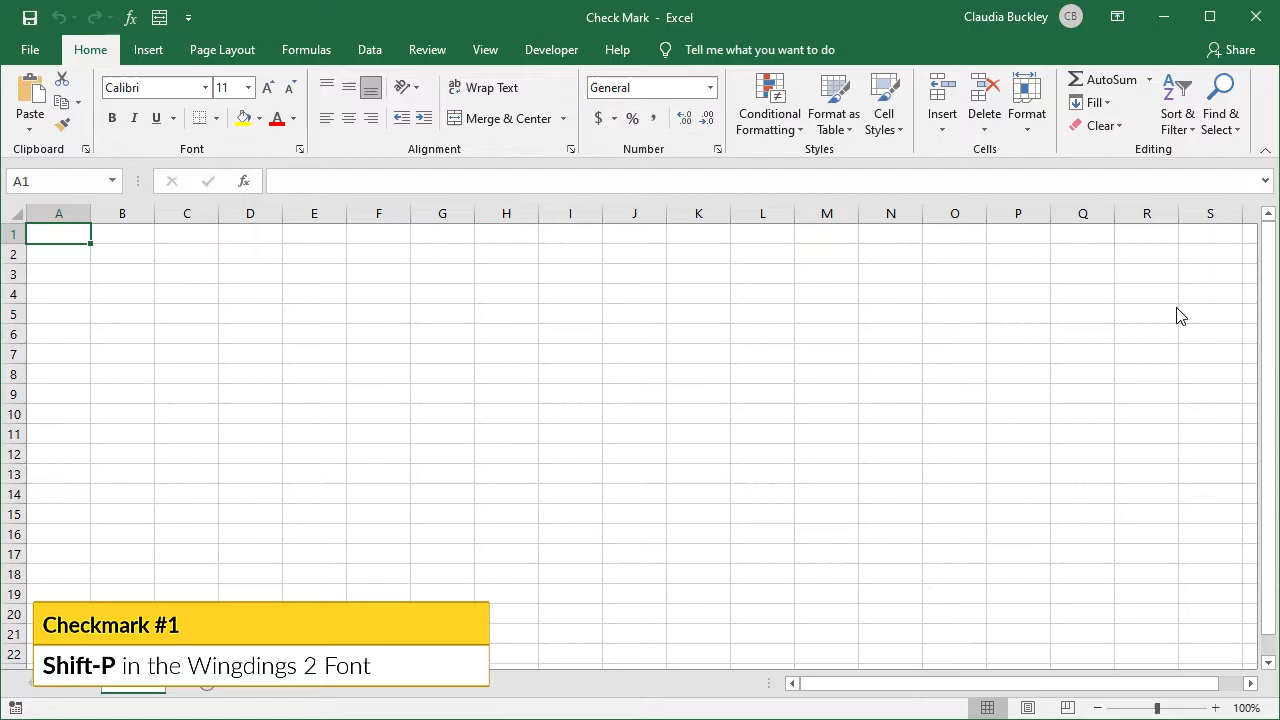 Check Mark - Excel
Claudia Buckley CB
File Home Insert Page Layout Formulas Data Review View Developer Help Tell me what you want to do Share
Calibri 11
Wrap Text
General
AutoSum
Paste
Conditional Formatting
Format as Table
Cell Styles
Insert Delete Format
Fill
Sort & Filter
Find & Select
B I U
A
Merge & Center
$ % ,
Clear
Clipboard Font Alignment Number Styles Cells Editing
A1 fx
A B C D E F G H I J K L M N O P Q R S
1
2
3
4
5
6
7
8
9
10
11
12
13
14
15
16
17
18
19
20
21
22
Checkmark #1
Shift-P in the Wingdings 2 Font
100%